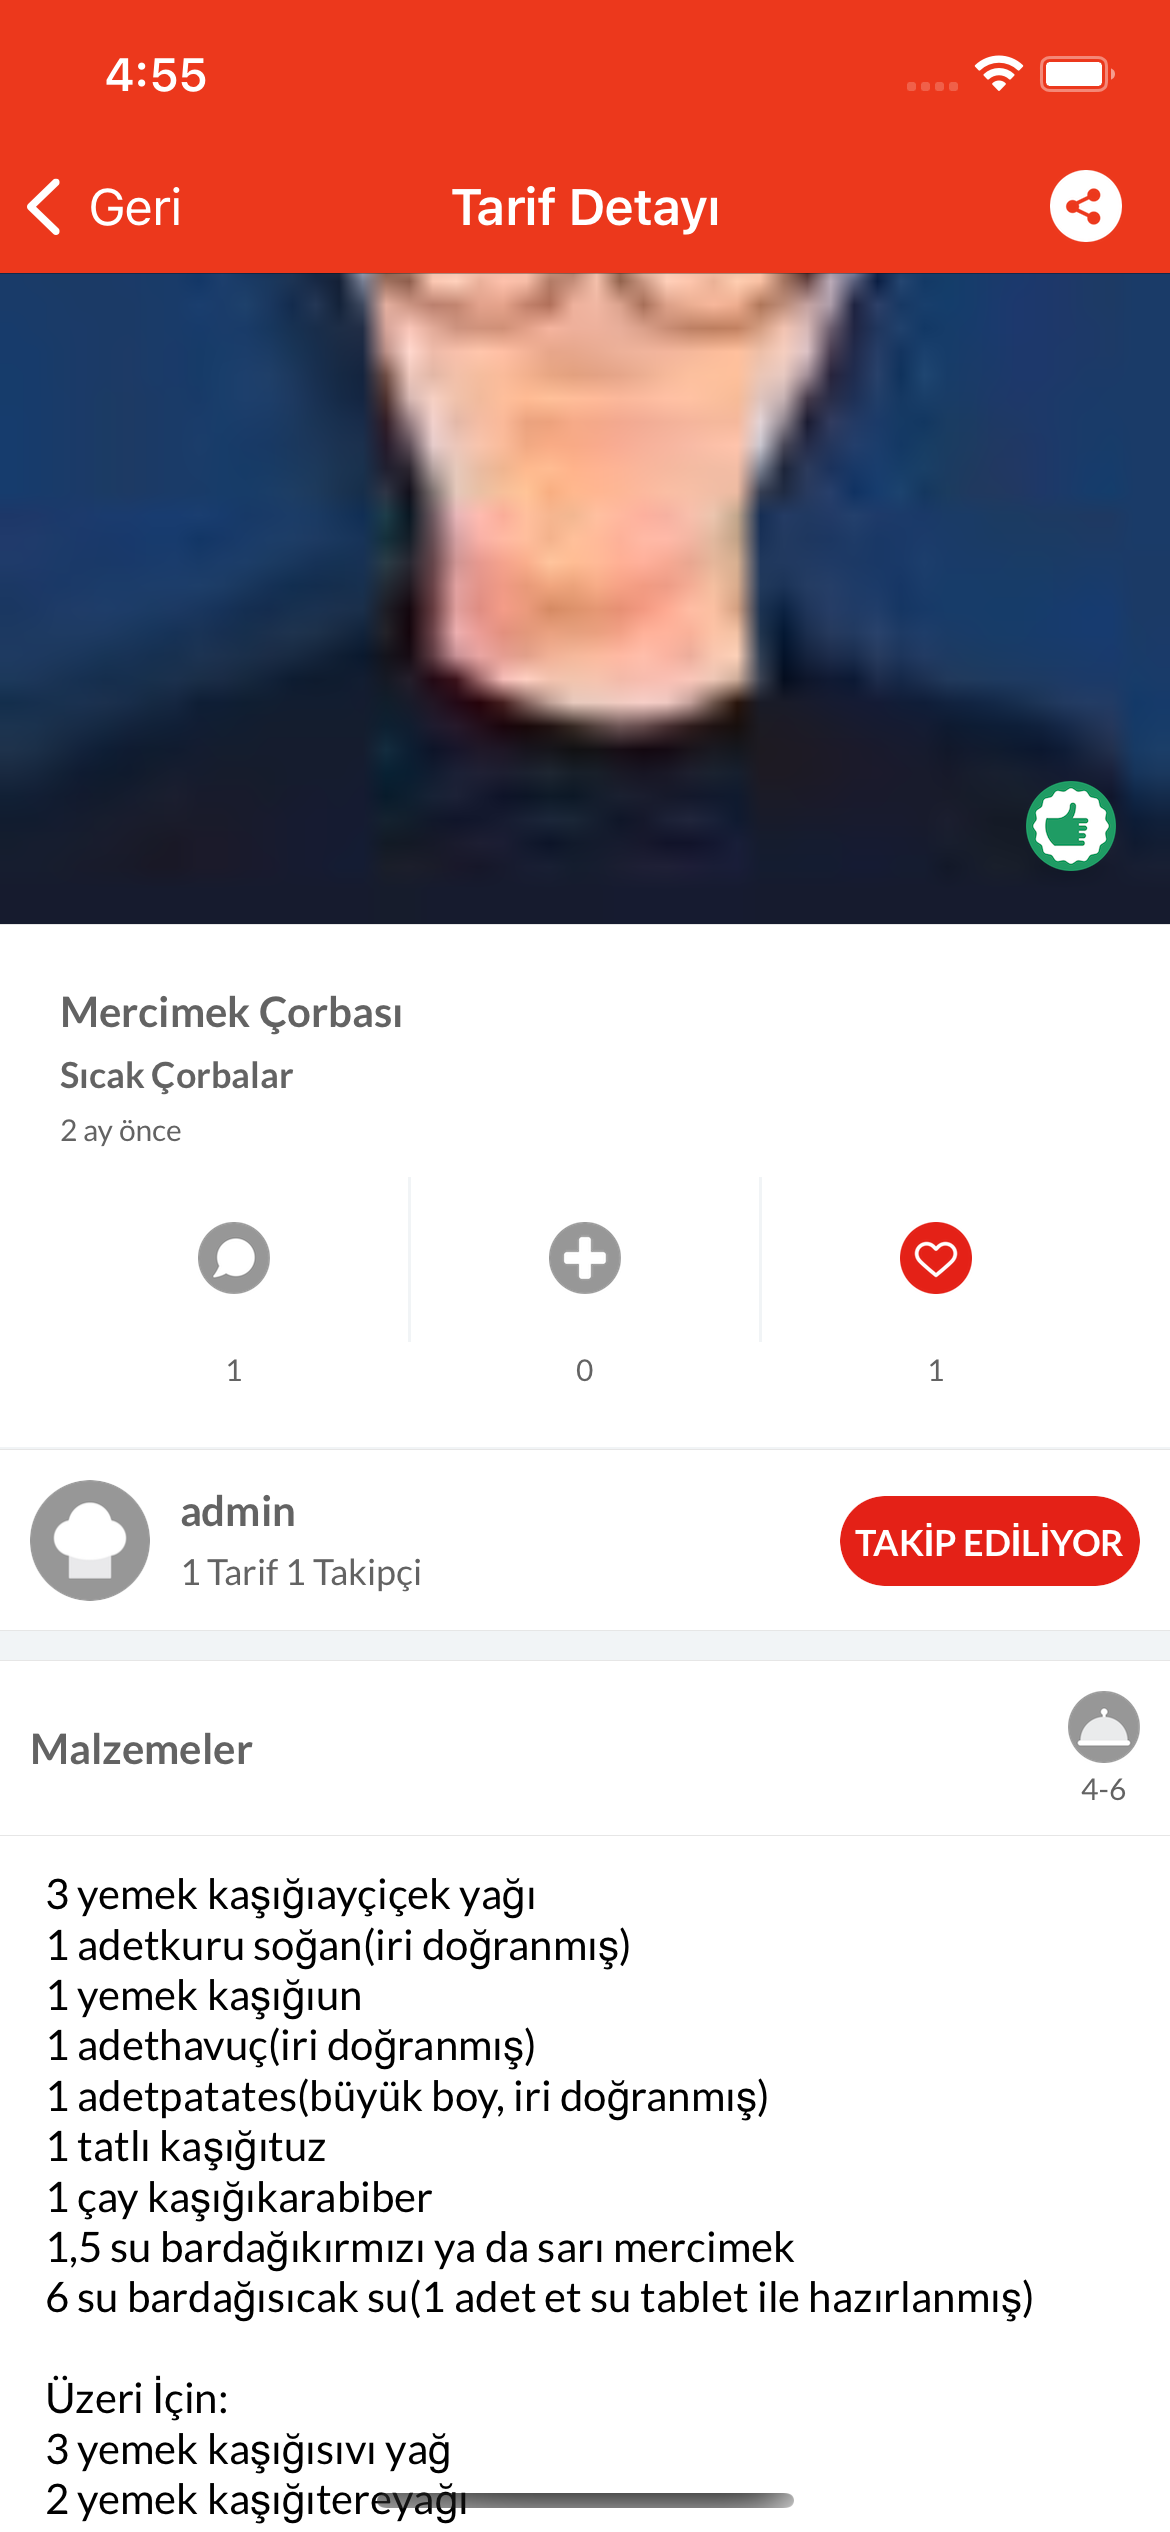 4:55
Geri
Tarif Detayı
Mercimek Çorbası
Sıcak Çorbalar
2 ay önce
1
0
1
admin
1 Tarif 1 Takipçi
TAKİP EDİLİYOR
Malzemeler
4-6
3 yemek kaşığıayçiçek yağı
1 adetkuru soğan(iri doğranmış)
1 yemek kaşığıun
1 adethavuç(iri doğranmış)
1 adetpatates(büyük boy, iri doğranmış)
1 tatlı kaşığıtuz
1 çay kaşığıkarabiber
1,5 su bardağıkırmızı ya da sarı mercimek
6 su bardağısıcak su(1 adet et su tablet ile hazırlanmış)
Üzeri İçin:
3 yemek kaşığısıvı yağ
2 yemek kaşığıtereyağı